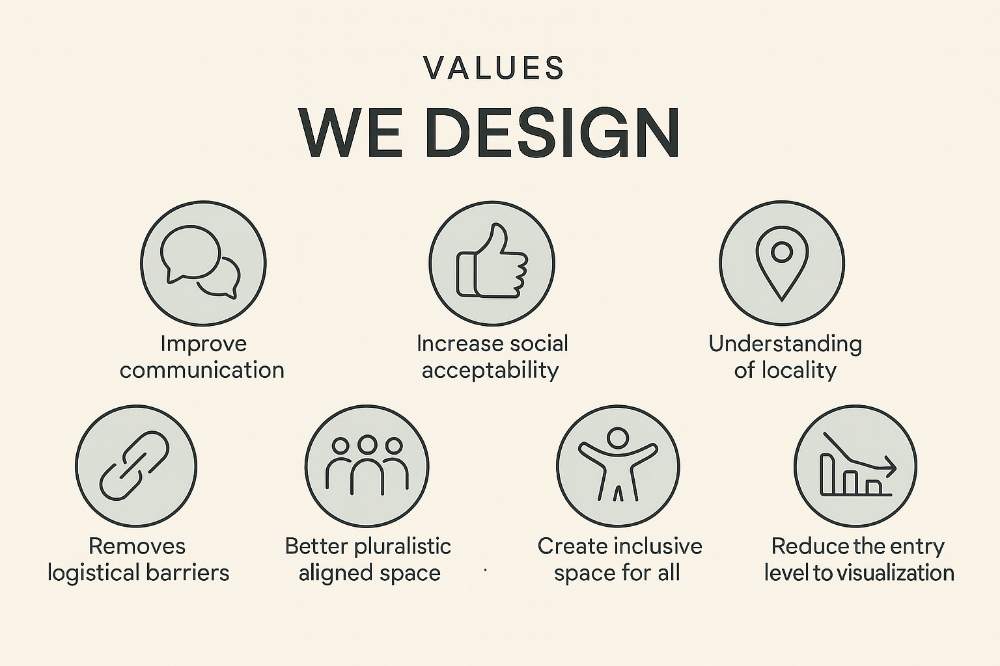 VALUES
WE DESIGN
Improve
communication
Increase social
acceptability
Understanding
of locality
Removes
logistical barriers
Better pluralistic
aligned space
Create inclusive
space for all
Reduce the entry
level to visualization